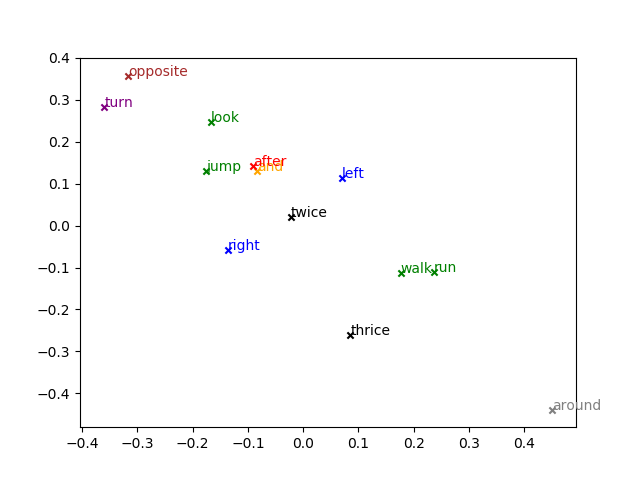 0.4
opposite
0.3
turn
look
0.2
after
jump
and
left
0.1
twice
0.0
right
−0.1
walk
run
−0.2
thrice
−0.3
−0.4
around
−0.4 −0.3 −0.2 −0.1 0.0 0.1 0.2 0.3 0.4